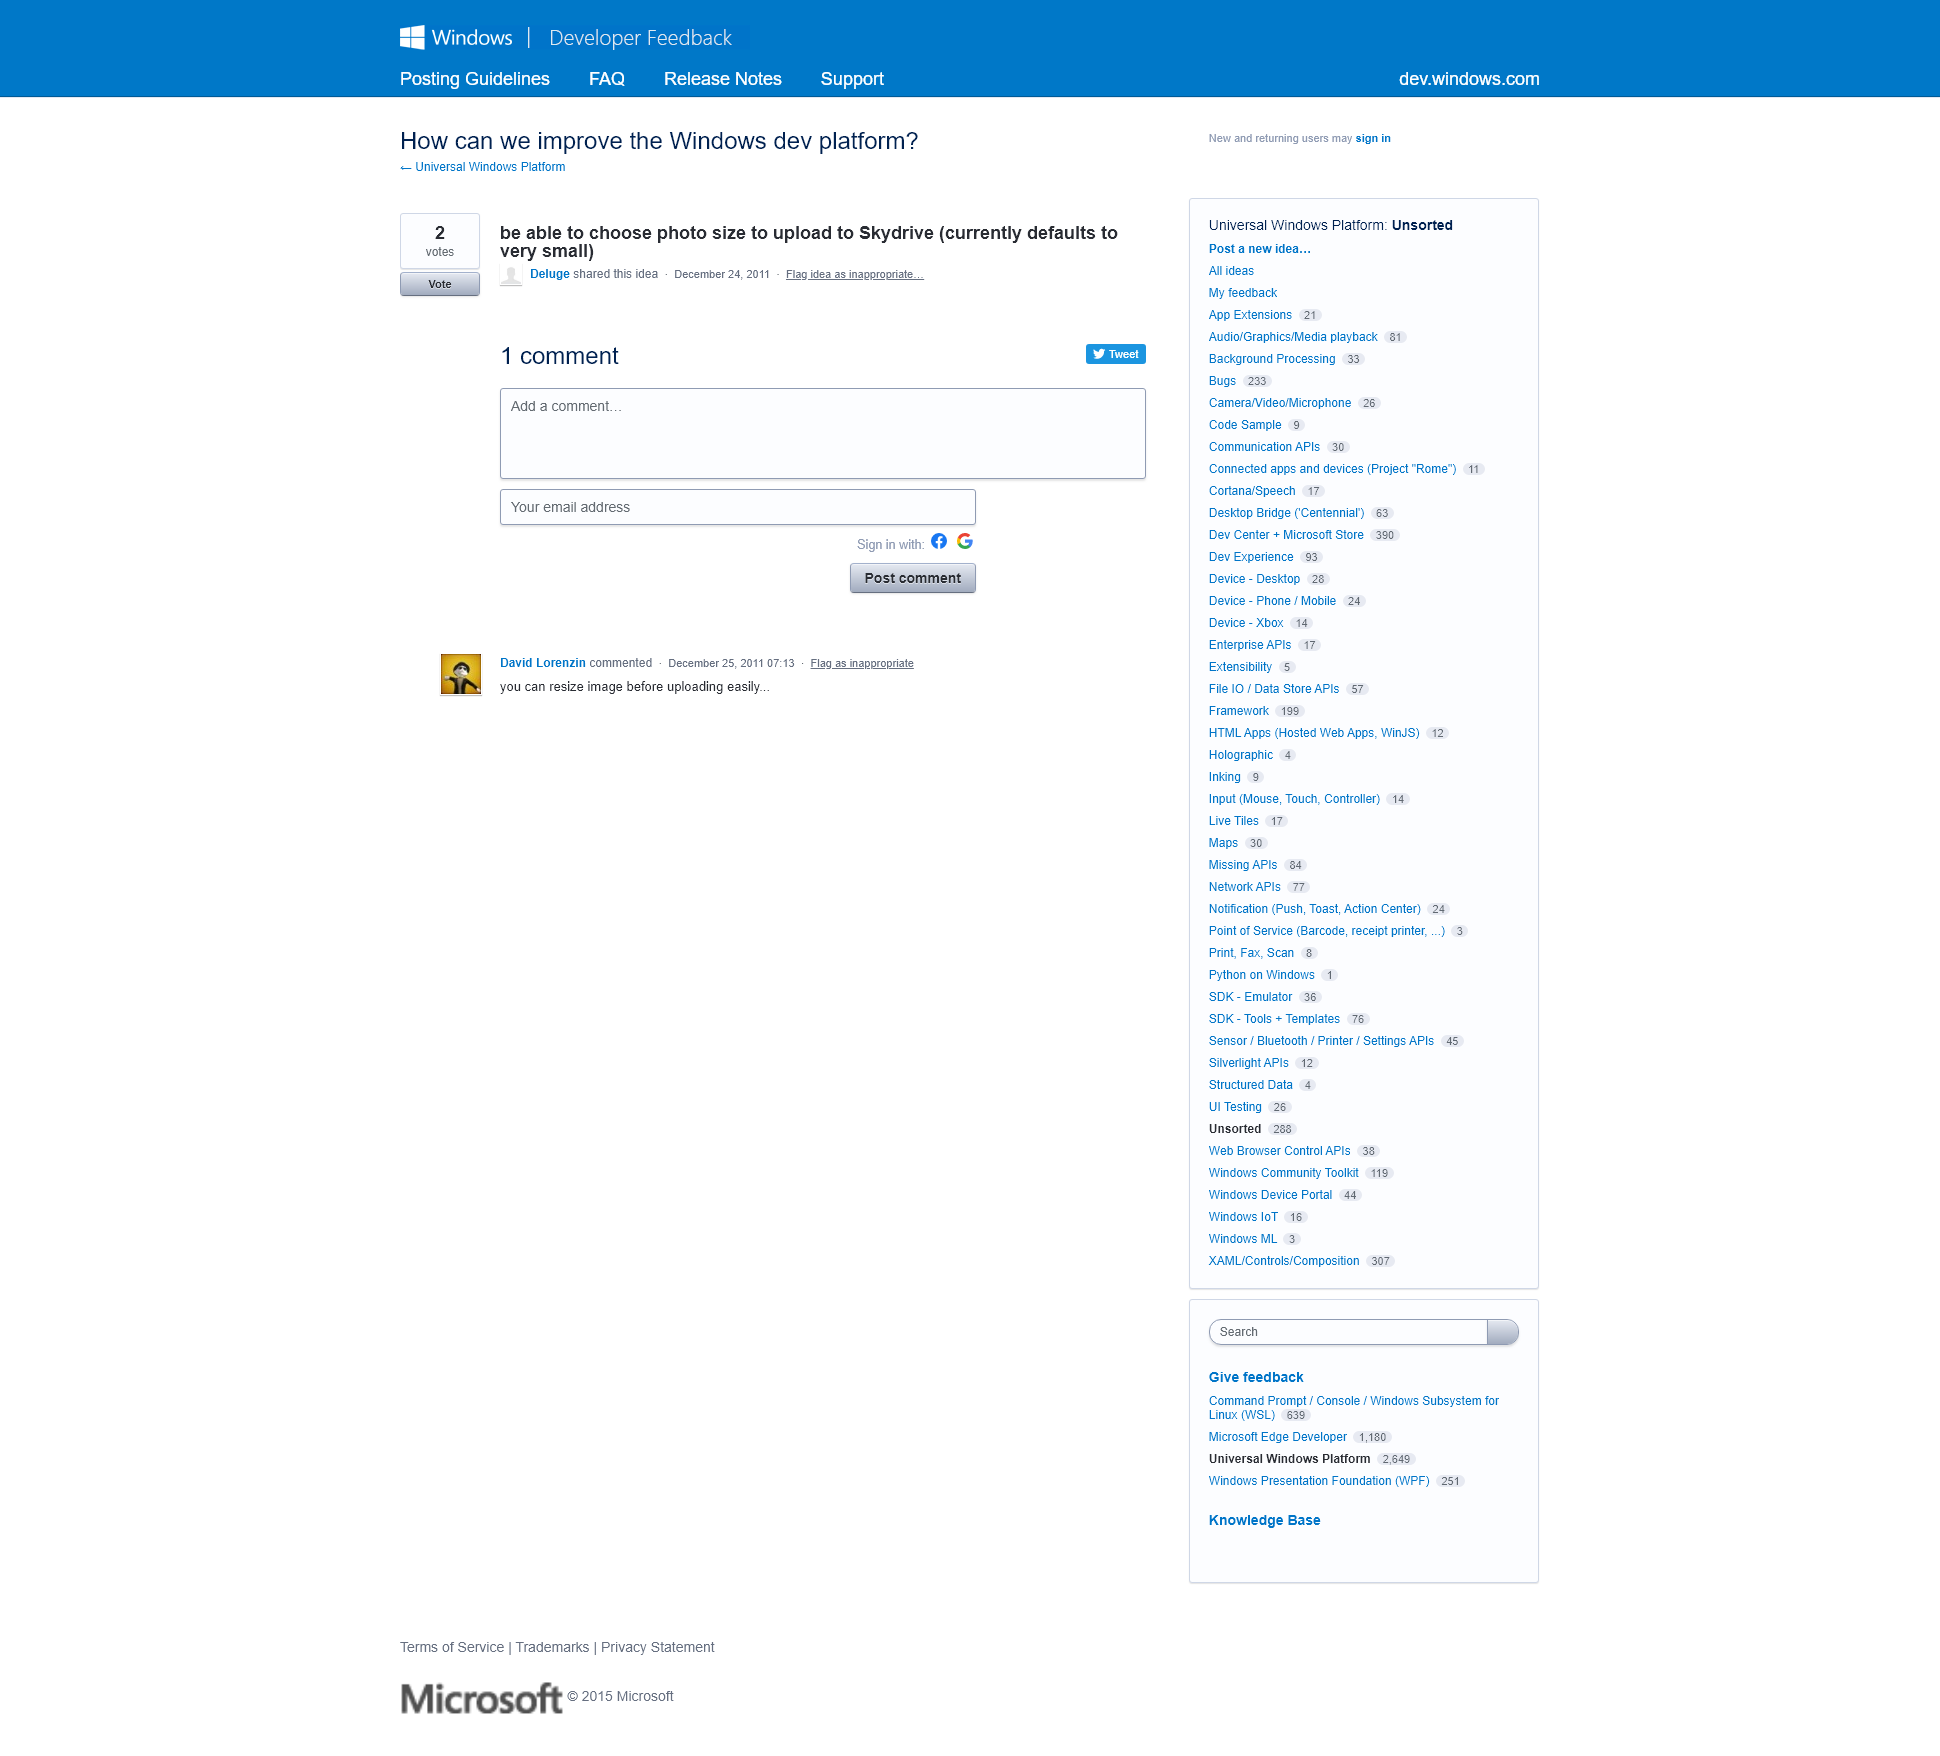 Windows | Developer Feedback
Posting Guidelines FAQ Release Notes Support dev.windows.com
How can we improve the Windows dev platform?
← Universal Windows Platform
New and returning users may sign in
2
votes
Vote
be able to choose photo size to upload to Skydrive (currently defaults to
very small)
Deluge shared this idea · December 24, 2011 · Flag idea as inappropriate…
1 comment
Tweet
Add a comment…
Your email address
Sign in with:
Post comment
David Lorenzin commented · December 25, 2011 07:13 · Flag as inappropriate
you can resize image before uploading easily...
Universal Windows Platform: Unsorted
Post a new idea…
All ideas
My feedback
App Extensions 21
Audio/Graphics/Media playback 81
Background Processing 33
Bugs 233
Camera/Video/Microphone 26
Code Sample 9
Communication APIs 30
Connected apps and devices (Project "Rome") 11
Cortana/Speech 17
Desktop Bridge ('Centennial') 63
Dev Center + Microsoft Store 390
Dev Experience 93
Device - Desktop 28
Device - Phone / Mobile 24
Device - Xbox 14
Enterprise APIs 17
Extensibility 5
File IO / Data Store APIs 57
Framework 199
HTML Apps (Hosted Web Apps, WinJS) 12
Holographic 4
Inking 9
Input (Mouse, Touch, Controller) 14
Live Tiles 17
Maps 30
Missing APIs 84
Network APIs 77
Notification (Push, Toast, Action Center) 24
Point of Service (Barcode, receipt printer, ...) 3
Print, Fax, Scan 8
Python on Windows 1
SDK - Emulator 36
SDK - Tools + Templates 76
Sensor / Bluetooth / Printer / Settings APIs 45
Silverlight APIs 12
Structured Data 4
UI Testing 26
Unsorted 288
Web Browser Control APIs 38
Windows Community Toolkit 119
Windows Device Portal 44
Windows IoT 16
Windows ML 3
XAML/Controls/Composition 307
Search
Give feedback
Command Prompt / Console / Windows Subsystem for
Linux (WSL) 639
Microsoft Edge Developer 1,180
Universal Windows Platform 2,649
Windows Presentation Foundation (WPF) 251
Knowledge Base
Terms of Service | Trademarks | Privacy Statement
Microsoft © 2015 Microsoft